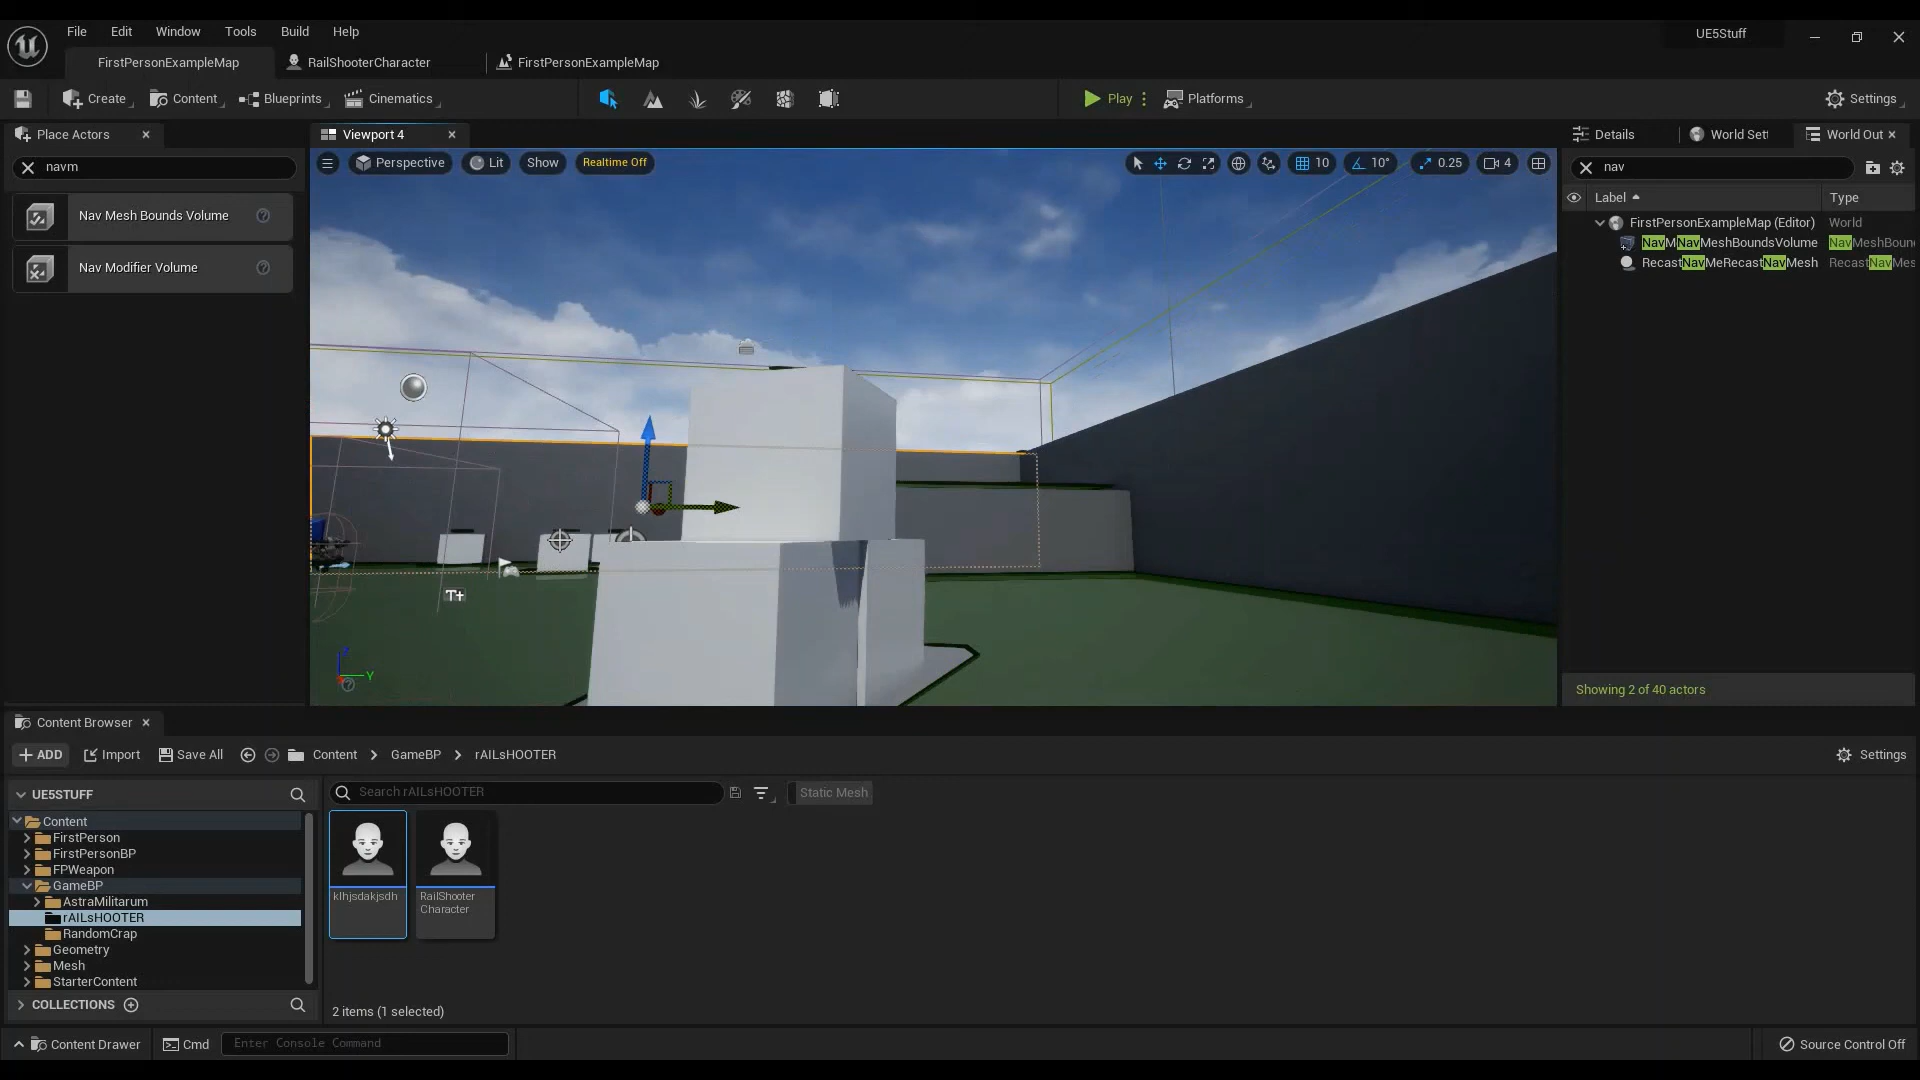 File Edit Window Tools Build Help
UE5Stuff
FirstPersonExampleMap
RailShooterCharacter
FirstPersonExampleMap
Create
Content
Blueprints
Cinematics
Play
Platforms
Settings
Place Actors
navm
Nav Mesh Bounds Volume
Nav Modifier Volume
Viewport 4
Perspective
Lit
Show
Realtime Off
10
10°
0.25
4
T+
Z
Y
Details
World Set
World Out
nav
Label
Type
FirstPersonExampleMap (Editor) World
NavMNavMeshBoundsVolume NavMeshBoun
RecastNavMeRecastNavMesh RecastNavMes
Showing 2 of 40 actors
Content Browser
ADD
Import
Save All
Content
GameBP
rAILsHOOTER
Settings
UE5STUFF
Content
FirstPerson
FirstPersonBP
FPWeapon
GameBP
AstraMilitarum
rAILsHOOTER
RandomCrap
Geometry
Mesh
StarterContent
COLLECTIONS
Search rAILsHOOTER
Static Mesh
klhjsdakjsdh
RailShooter
Character
2 items (1 selected)
Content Drawer
Cmd
Enter Console Command
Source Control Off